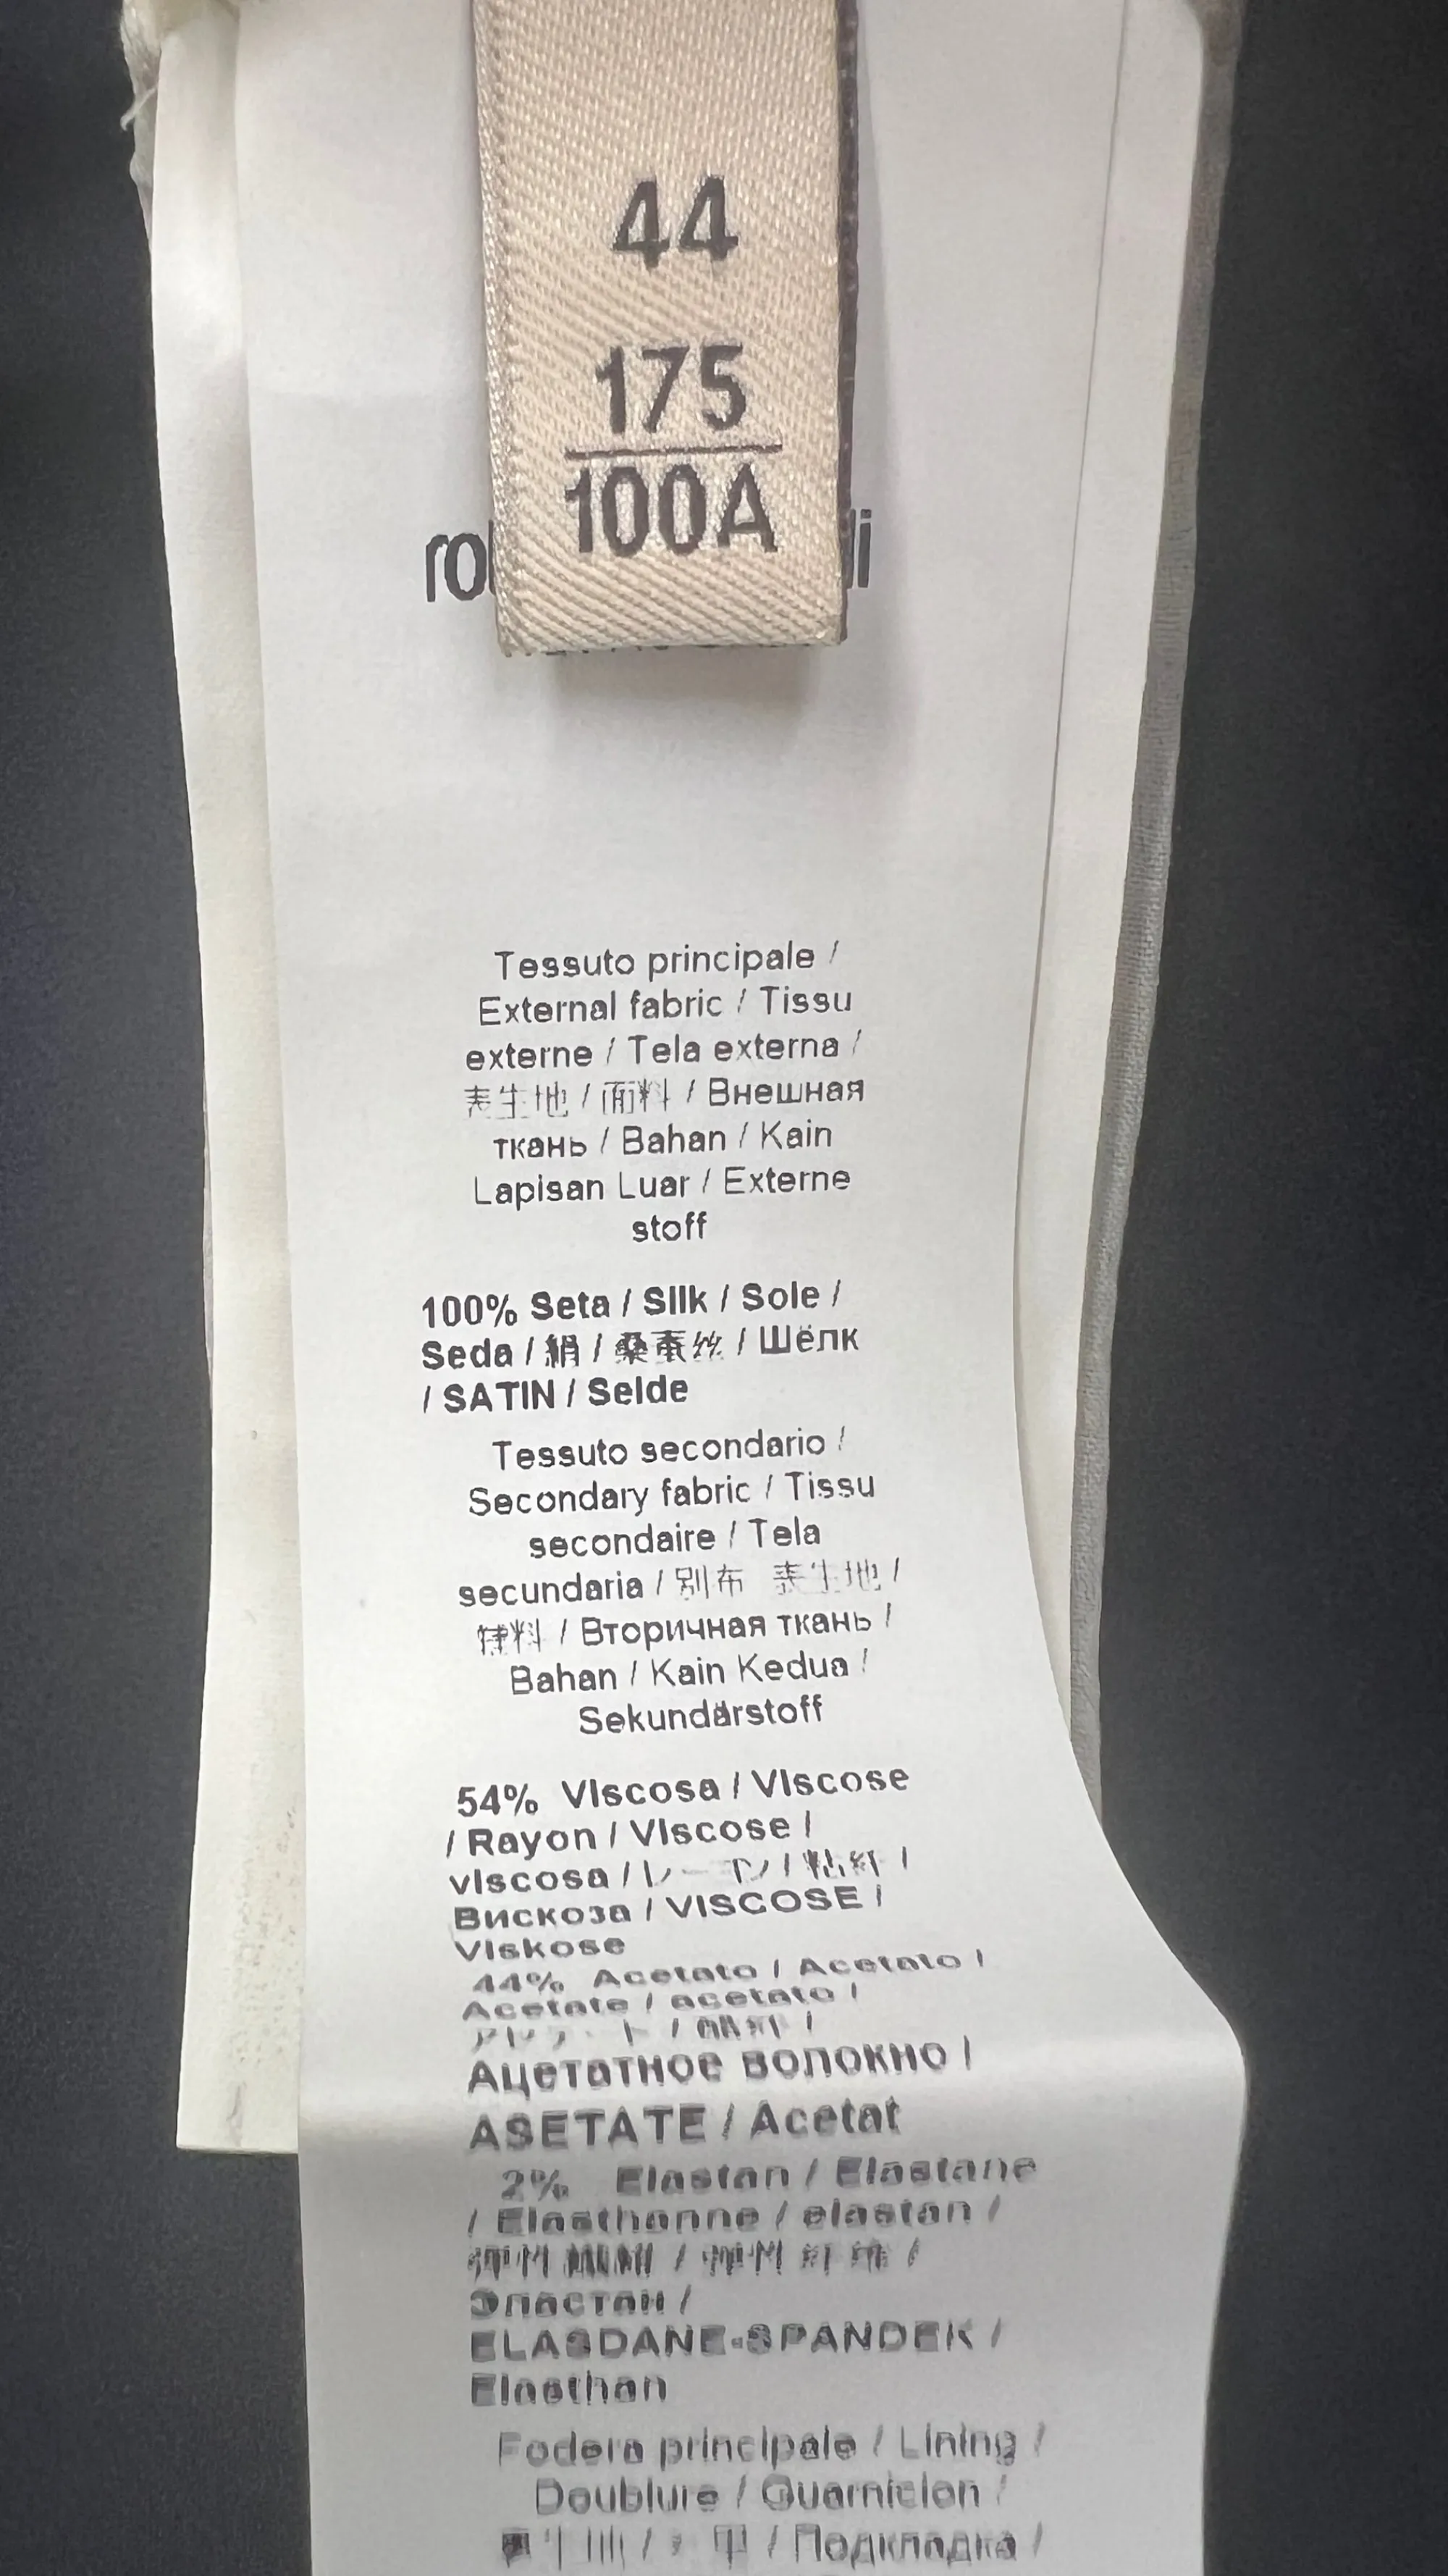 44
175
100A
Tessuto principale /
External fabric / Tissu
externe / Tela externa /
表生地 / 面料 / Внешная
ткань / Bahan / Kain
Lapisan Luar / Externe
stoff
100% Seta / Silk / Sole /
Seda / 絹 / 桑蚕丝 / Шёлк
/ SATIN / Seide
Tessuto secondario /
Secondary fabric / Tissu
secondaire / Tela
secundaria / 別布 表生地 /
辅料 / Вторичная ткань /
Bahan / Kain Kedua /
Sekundärstoff
54% Viscosa / Viscose
/ Rayon / Viscose /
viscosa / レーヨン / 粘纤 /
Вискоза / VISCOSE /
Viskose
44% Acetato / Acetato /
Acetate / acetato /
Ацетатное волокно /
ASETATE / Acetat
2% Elastan / Elastane
/ Elasthanne / elastan /
Эластан /
ELASDANE-SPANDEK /
Elasthan
Fodera principale / Lining /
Doublure / Guarnicion /
/ Подкладка /